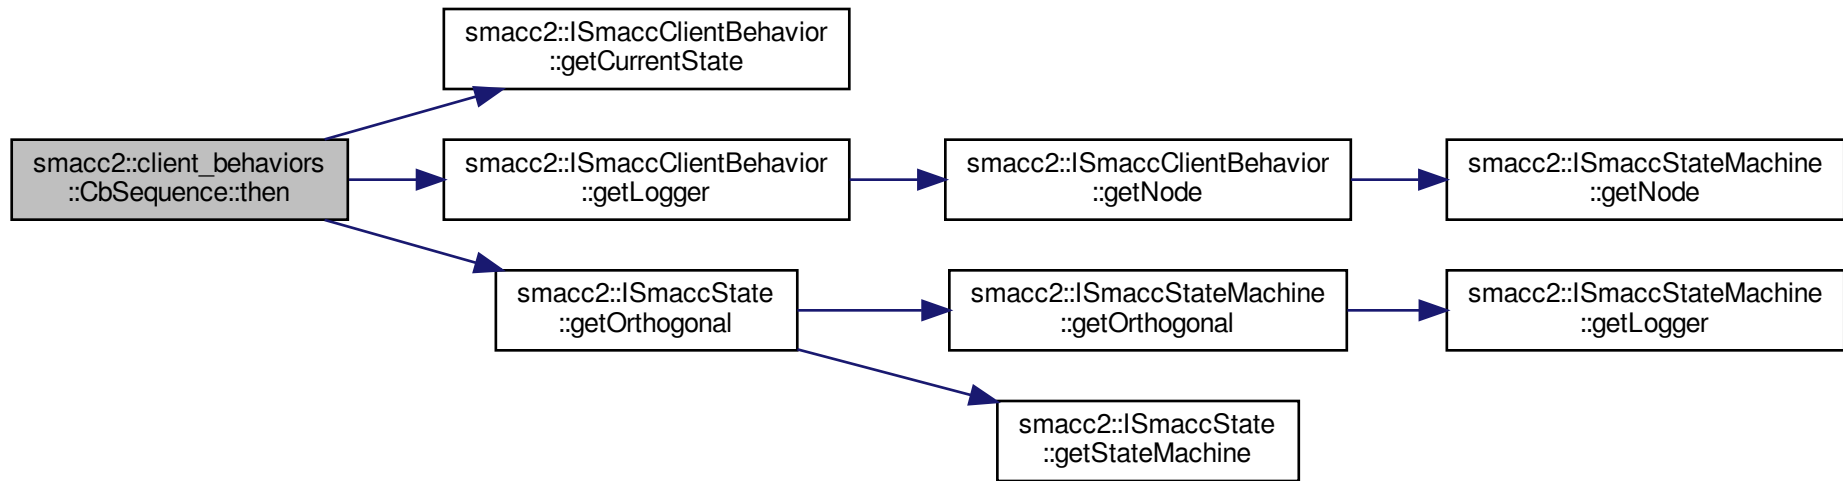 smacc2::ISmaccClientBehavior
::getCurrentState
smacc2::client_behaviors
::CbSequence::then
smacc2::ISmaccClientBehavior
::getLogger
smacc2::ISmaccClientBehavior
::getNode
smacc2::ISmaccStateMachine
::getNode
smacc2::ISmaccState
::getOrthogonal
smacc2::ISmaccStateMachine
::getOrthogonal
smacc2::ISmaccStateMachine
::getLogger
smacc2::ISmaccState
::getStateMachine